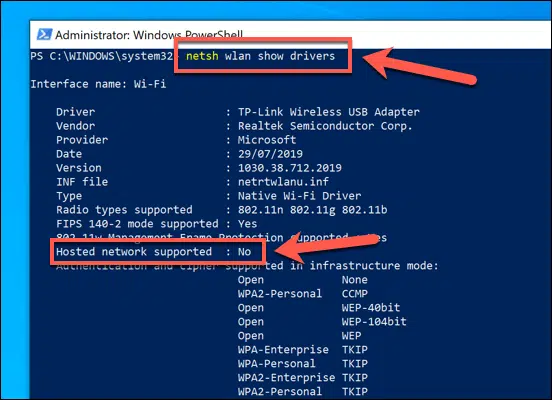 Administrator: Windows PowerShell
PS C:\WINDOWS\system32> netsh wlan show drivers
Interface name: Wi-Fi
Driver : TP-Link Wireless USB Adapter
Vendor : Realtek Semiconductor Corp.
Provider : Microsoft
Date : 29/07/2019
Version : 1030.38.712.2019
INF file : netrtwlanu.inf
Type : Native Wi-Fi Driver
Radio types supported : 802.11n 802.11g 802.11b
FIPS 140-2 mode supported : Yes
802.11w Management Frame Protection supported : Yes
Hosted network supported : No
Authentication and cipher supported in infrastructure mode:
Open None
WPA2-Personal CCMP
Open WEP-40bit
Open WEP-104bit
Open WEP
WPA-Enterprise TKIP
WPA-Personal TKIP
WPA2-Enterprise TKIP
WPA2-Personal TKIP